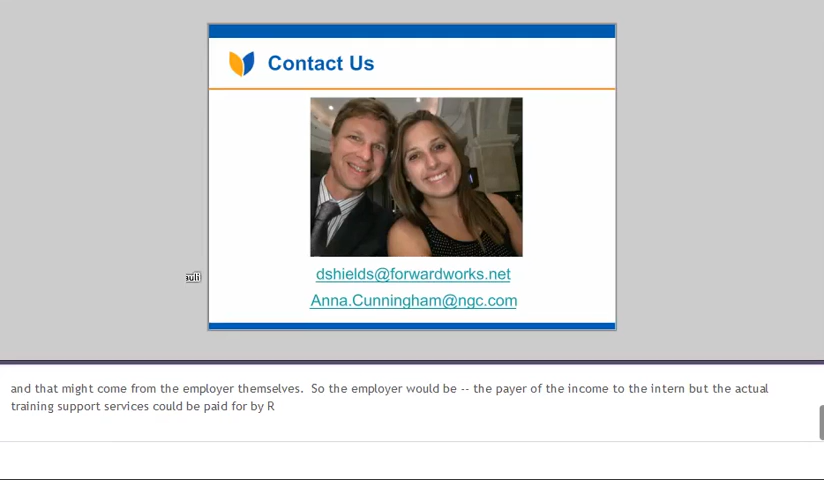 Contact Us
dshields@forwardworks.net
Anna.Cunningham@ngc.com
and that might come from the employer themselves.  So the employer would be -- the payer of the income to the intern but the actual
training support services could be paid for by R